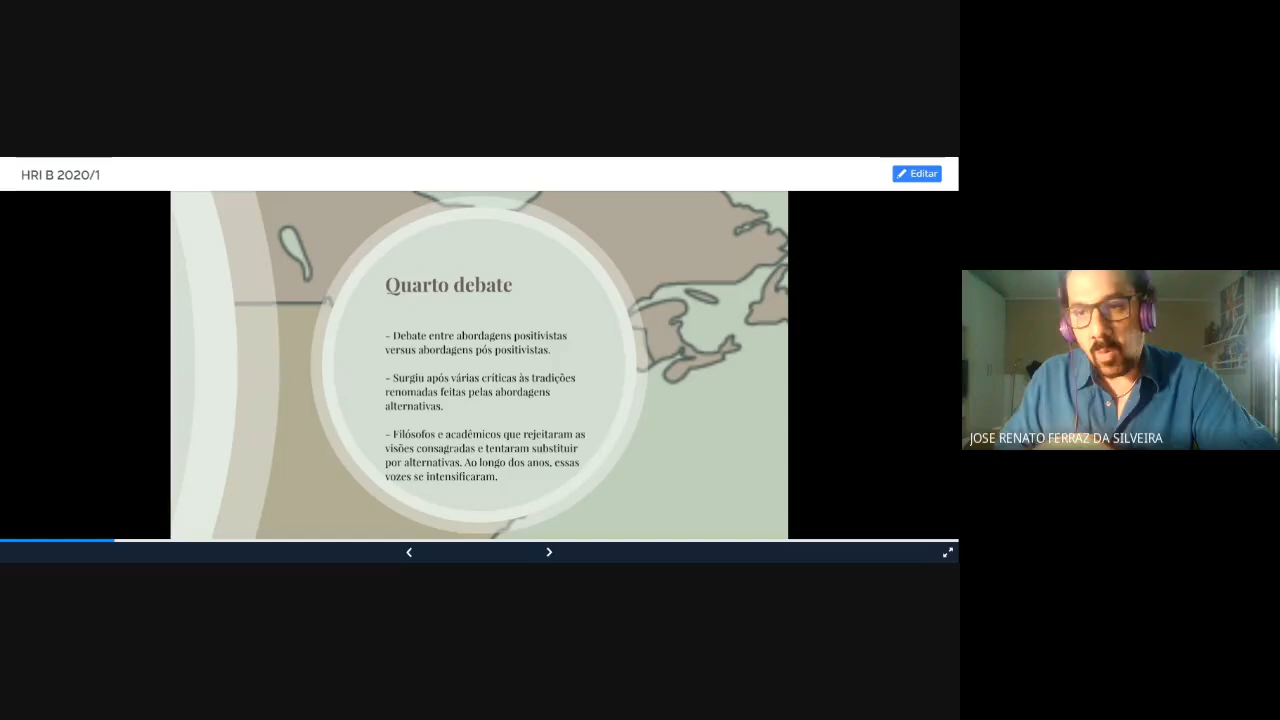 HRI B 2020/1
Editar
Quarto debate
- Debate entre abordagens positivistas
versus abordagens pós positivistas.
- Surgiu após várias críticas às tradições
renomadas feitas pelas abordagens
alternativas.
- Filósofos e acadêmicos que rejeitaram as
visões consagradas e tentaram substituir
por alternativas. Ao longo dos anos, essas
vozes se intensificaram.
JOSE RENATO FERRAZ DA SILVEIRA